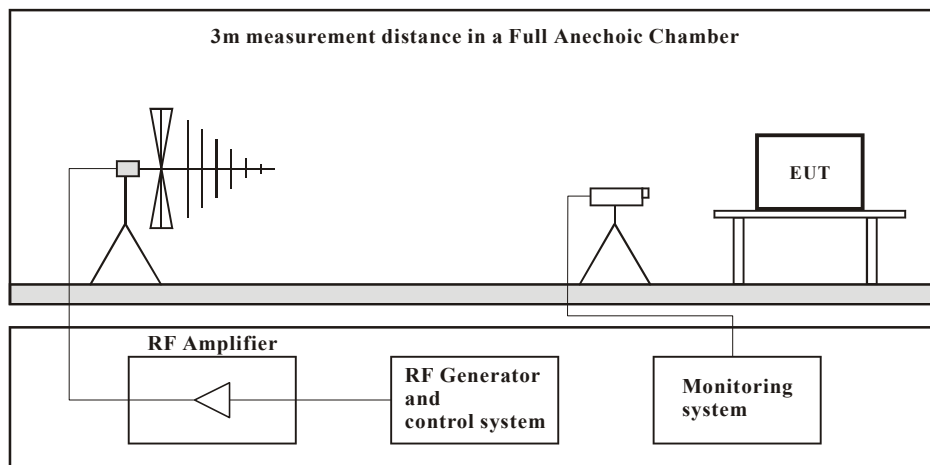 3m measurement distance in a Full Anechoic Chamber
EUT
RF Amplifier
RF Generator
and
control system
Monitoring
system